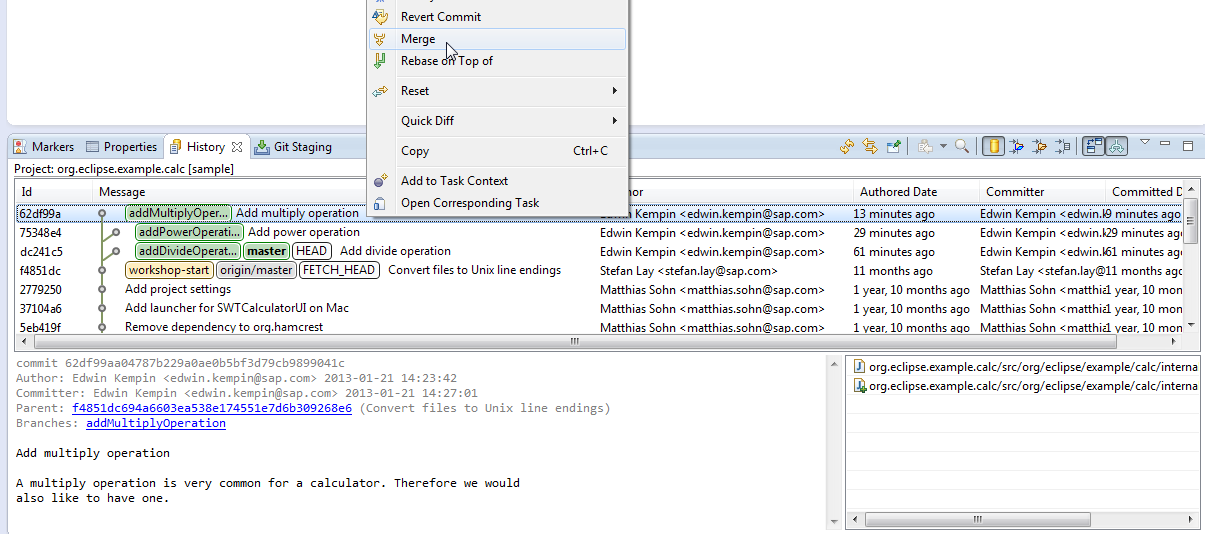 Revert Commit
Merge
Rebase on Top of
Reset
Quick Diff
Copy Ctrl+C
Add to Task Context
Open Corresponding Task
Markers Properties History Git Staging
Project: org.eclipse.example.calc [sample]
Id Message Authored Date Committer Committed D
62df99a addMultiplyOper... Add multiply operation Edwin Kempin <edwin.kempin@sap.com> 13 minutes ago Edwin Kempin <edwin.k 9 minutes ago
75348e4 addPowerOperati... Add power operation Edwin Kempin <edwin.kempin@sap.com> 29 minutes ago Edwin Kempin <edwin.k 29 minutes ago
dc241c5 addDivideOperat... master HEAD Add divide operation Edwin Kempin <edwin.kempin@sap.com> 61 minutes ago Edwin Kempin <edwin.k 61 minutes ago
f4851dc workshop-start origin/master FETCH_HEAD Convert files to Unix line endings Stefan Lay <stefan.lay@sap.com> 11 months ago Stefan Lay <stefan.lay@ 11 months ago
2779250 Add project settings Matthias Sohn <matthias.sohn@sap.com> 1 year, 10 months ago Matthias Sohn <matthi 1 year, 10 mon
37104a6 Add launcher for SWTCalculatorUI on Mac Matthias Sohn <matthias.sohn@sap.com> 1 year, 10 months ago Matthias Sohn <matthi 1 year, 10 mon
5eb419f Remove dependency to org.hamcrest Matthias Sohn <matthias.sohn@sap.com> 1 year, 10 months ago Matthias Sohn <matthi 1 year, 10 mon
commit 62df99aa04787b229a0ae0b5bf3d79cb9899041c
Author: Edwin Kempin <edwin.kempin@sap.com> 2013-01-21 14:23:42
Committer: Edwin Kempin <edwin.kempin@sap.com> 2013-01-21 14:27:01
Parent: f4851dc694a6603ea538e174551e7d6b309268e6 (Convert files to Unix line endings)
Branches: addMultiplyOperation
Add multiply operation
A multiply operation is very common for a calculator. Therefore we would
also like to have one.
org.eclipse.example.calc/src/org/eclipse/example/calc/interna
org.eclipse.example.calc/src/org/eclipse/example/calc/interna